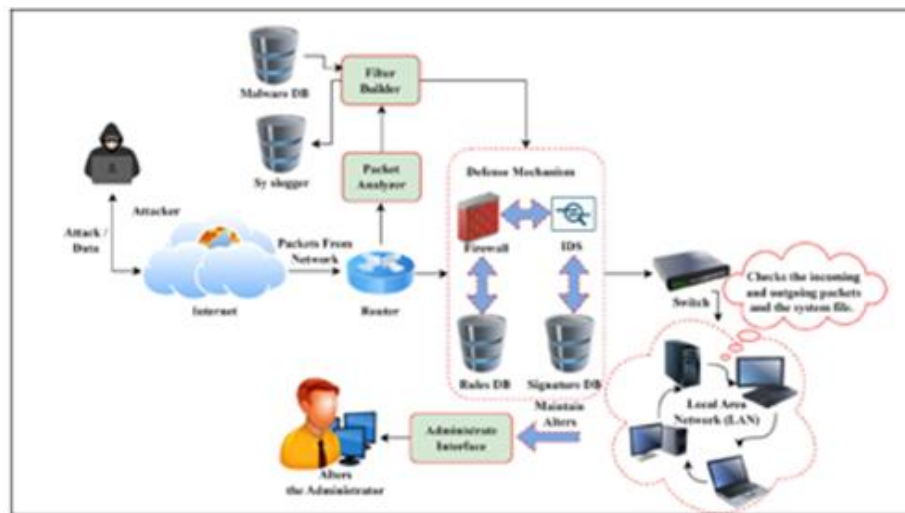 Malware DB
Filter
Builder
Sy slogger
Packet
Analyzer
Defense Mechanism
Attacker
Attack /
Data
Packets From
Network
Internet
Router
Firewall
IDS
Switch
Checks the incoming
and outgoing packets
and the system file.
Rules DB
Signature DB
Local Area
Network (LAN)
Maintain
Alters
Administrate
Interface
Alters
the Administrator